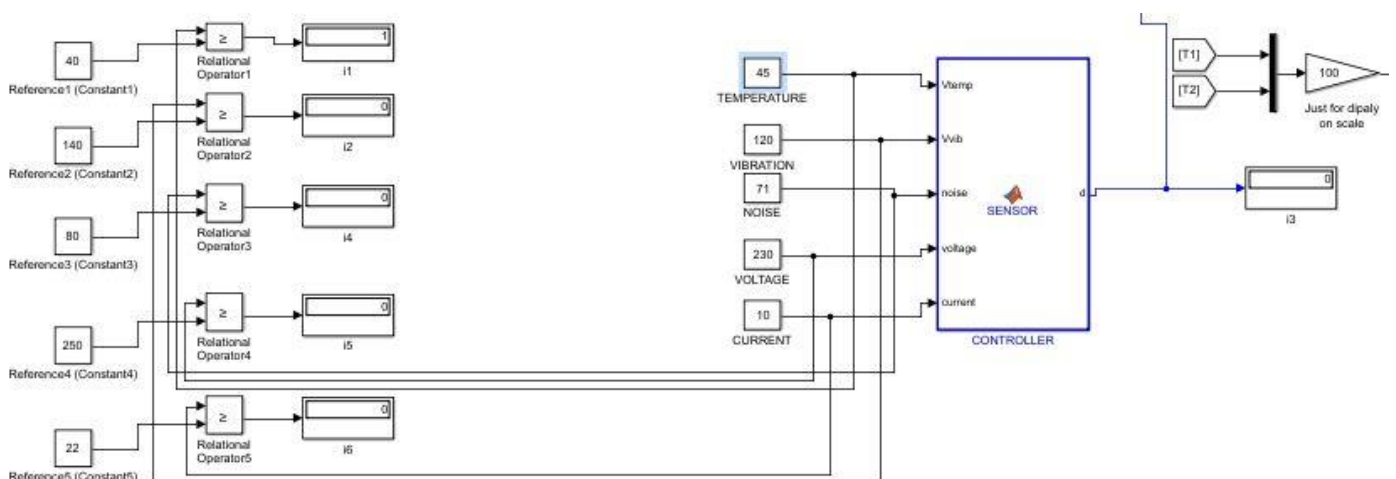 40
Reference1 (Constant1)
≥
Relational
Operator1
1
i1
140
Reference2 (Constant2)
≥
Relational
Operator2
0
i2
80
Reference3 (Constant3)
≥
Relational
Operator3
0
i4
250
Reference4 (Constant4)
≥
Relational
Operator4
0
i5
22
Reference5 (Constant5)
≥
Relational
Operator5
0
i6
45
TEMPERATURE
120
VIBRATION
71
NOISE
230
VOLTAGE
10
CURRENT
Vtemp
Vvib
noise
voltage
current
SENSOR
d
CONTROLLER
0
i3
[T1]
[T2]
100
Just for dipaly
on scale